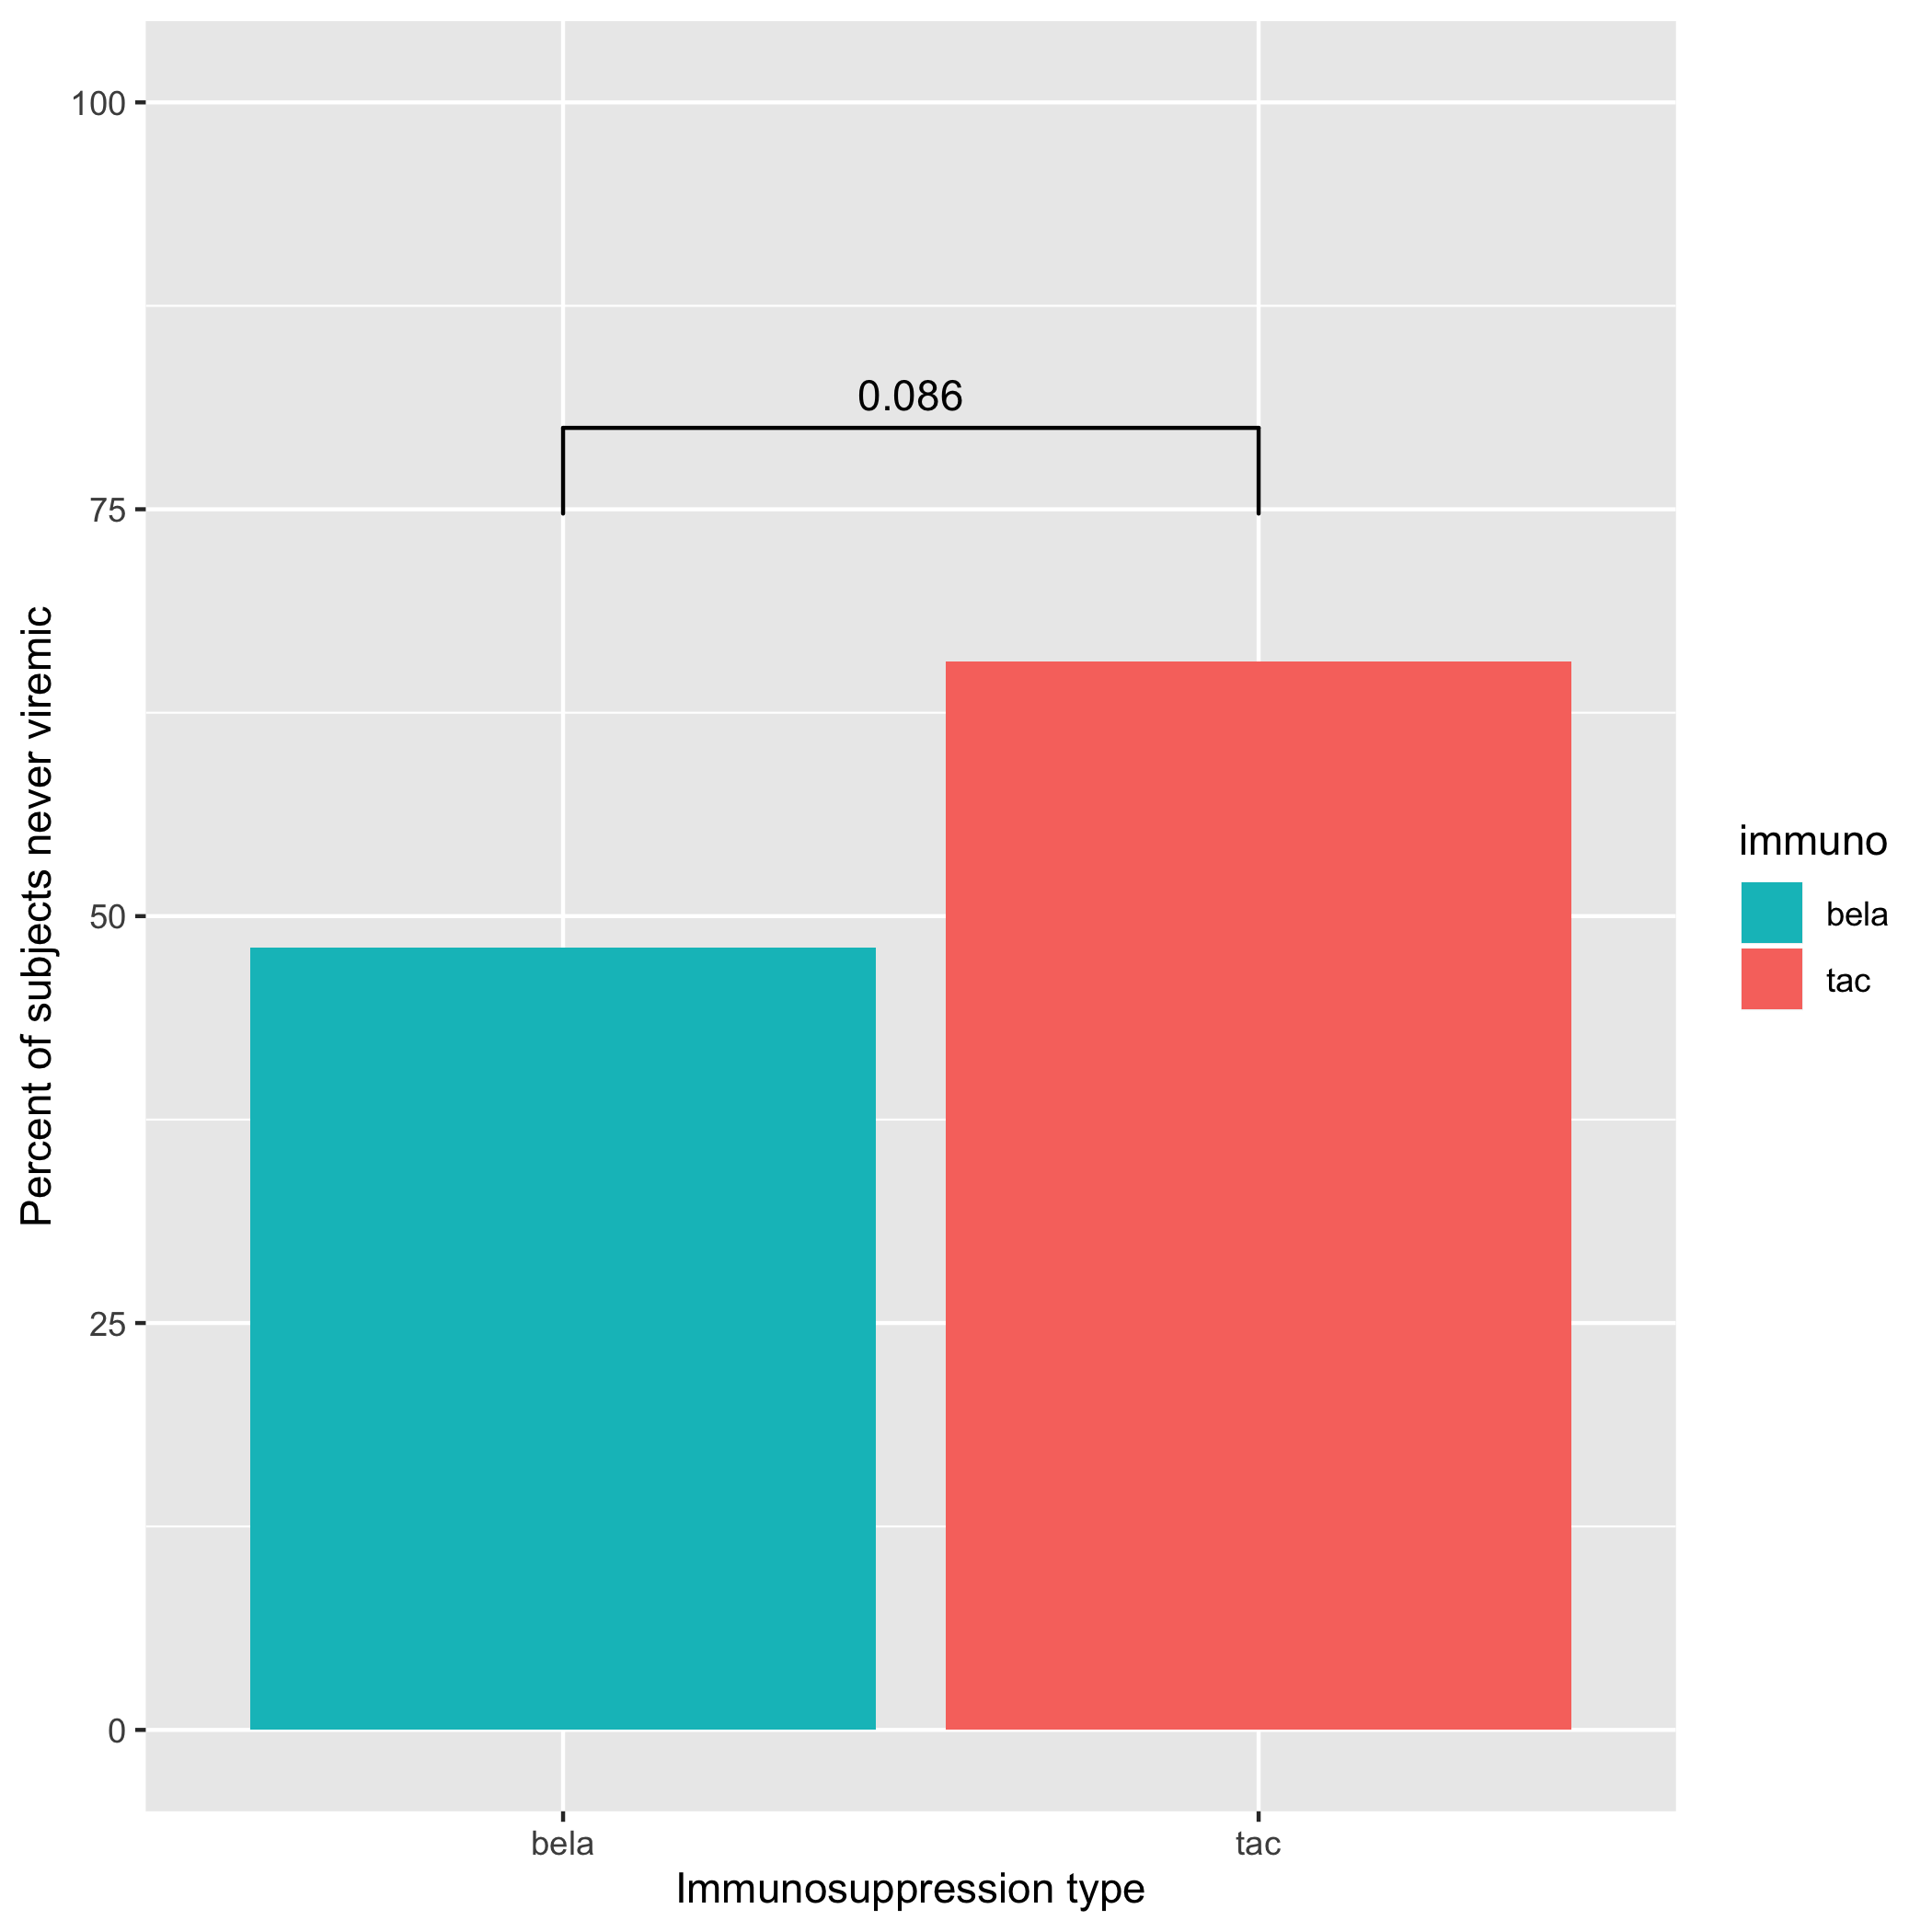 100
75
50
25
0
0.086
Percent of subjects never viremic
bela
tac
Immunosuppression type
immuno
bela
tac